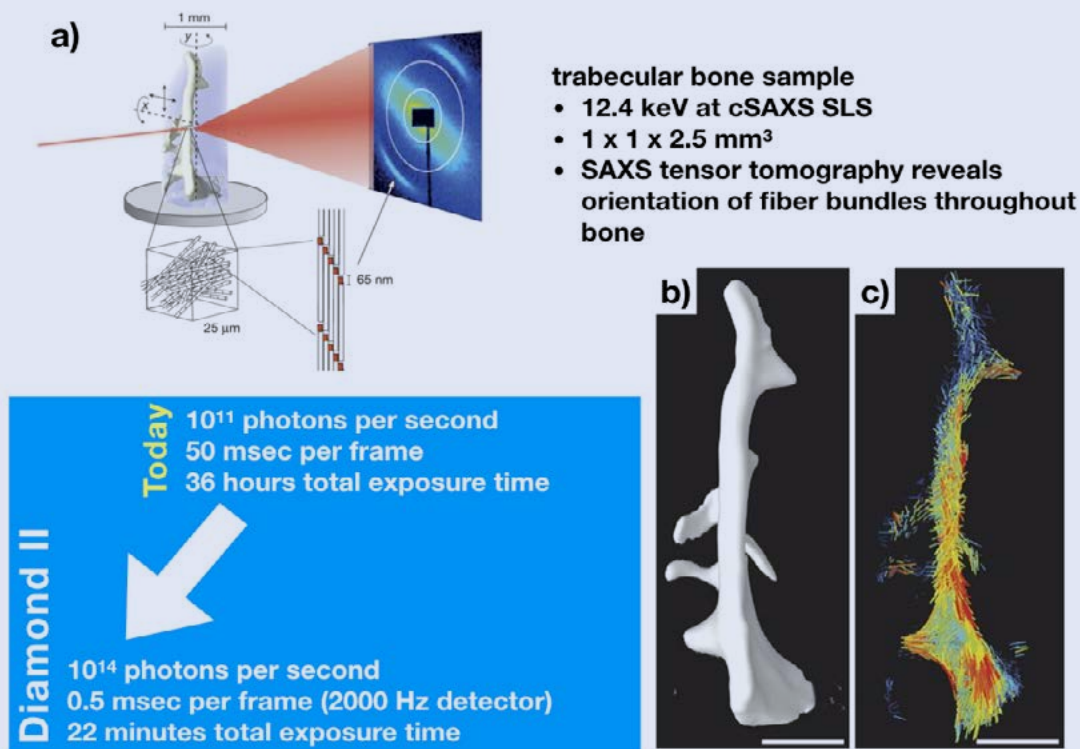 a)
1 mm
y
x
65 nm
25 μm
trabecular bone sample
• 12.4 keV at cSAXS SLS
• 1 x 1 x 2.5 mm³
• SAXS tensor tomography reveals
orientation of fiber bundles throughout
bone
b)
c)
Today
10¹¹ photons per second
50 msec per frame
36 hours total exposure time
Diamond II
10¹⁴ photons per second
0.5 msec per frame (2000 Hz detector)
22 minutes total exposure time